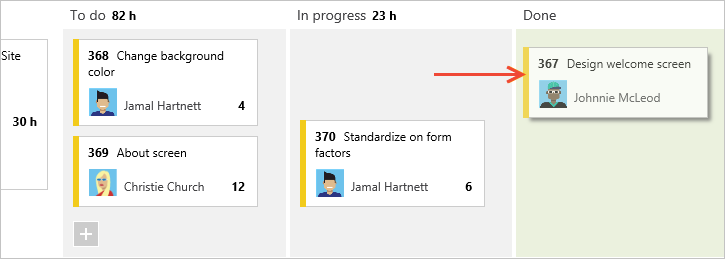 To do 82 h
In progress 23 h
Done
Site
30 h
368 Change background
color
Jamal Hartnett 4
369 About screen
Christie Church 12
370 Standardize on form
factors
Jamal Hartnett 6
367 Design welcome screen
Johnnie McLeod